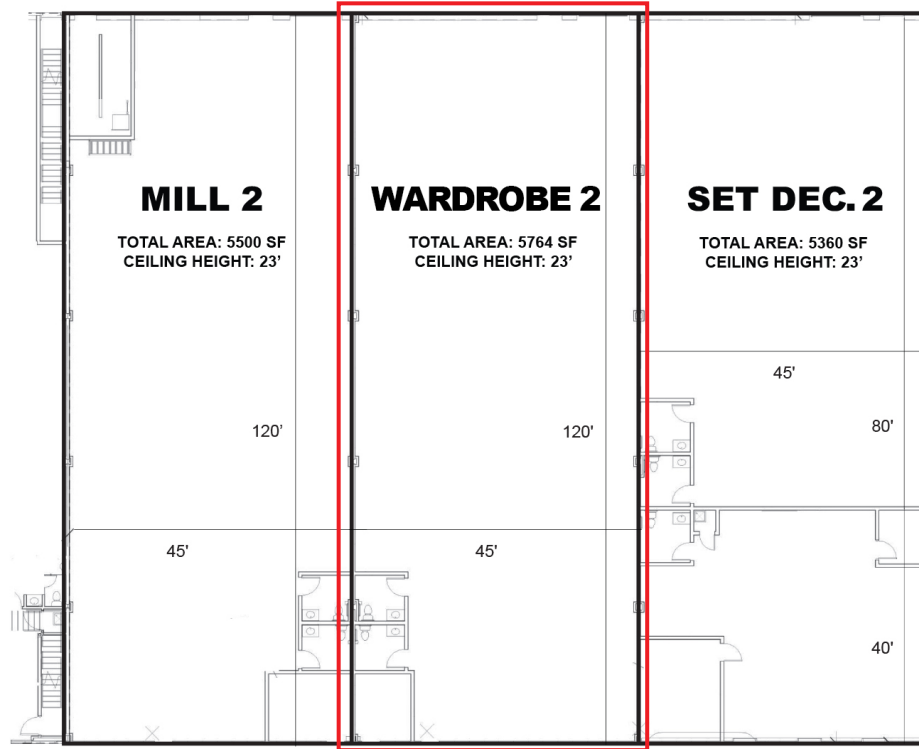 MILL 2
TOTAL AREA: 5500 SF
CEILING HEIGHT: 23’
120’
45'
WARDROBE 2
TOTAL AREA: 5764 SF
CEILING HEIGHT: 23’
120'
45'
SET DEC. 2
TOTAL AREA: 5360 SF
CEILING HEIGHT: 23’
45'
80'
40'